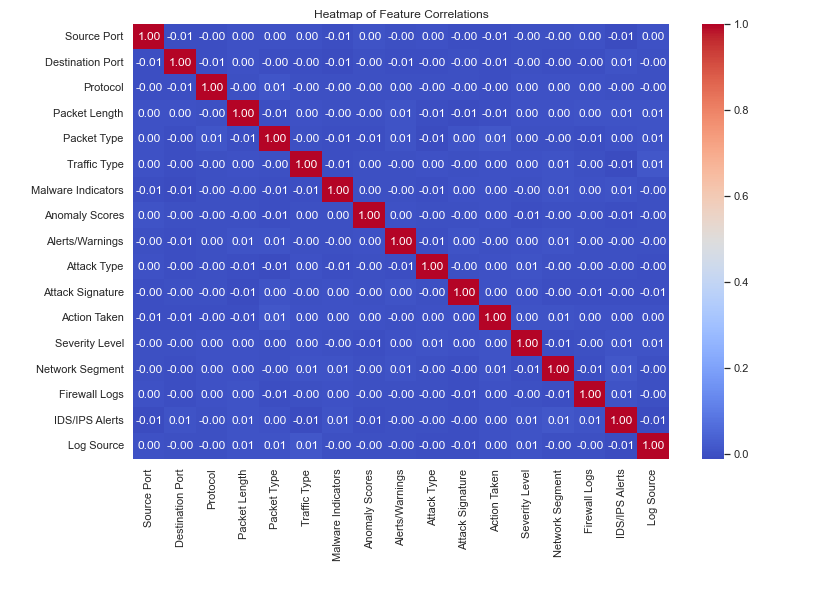 Heatmap of Feature Correlations
Source Port 1.00 -0.01 -0.00 0.00 0.00 0.00 -0.01 0.00 -0.00 0.00 -0.00 -0.01 -0.00 -0.00 0.00 -0.01 0.00
Destination Port -0.01 1.00 -0.01 0.00 -0.00 -0.00 -0.01 -0.00 -0.01 -0.00 -0.00 -0.01 0.00 -0.00 -0.00 0.01 -0.00
Protocol -0.00 -0.01 1.00 -0.00 0.01 -0.00 -0.00 -0.00 0.00 -0.00 -0.00 -0.00 0.00 0.00 -0.00 0.00 -0.00
Packet Length 0.00 0.00 -0.00 1.00 -0.01 -0.00 -0.00 -0.00 0.01 -0.01 -0.01 -0.01 0.00 0.00 0.00 0.01 0.01
Packet Type 0.00 -0.00 0.01 -0.01 1.00 -0.00 -0.01 -0.01 0.01 -0.01 0.00 0.01 0.00 -0.00 -0.01 0.00 0.01
Traffic Type 0.00 -0.00 -0.00 -0.00 -0.00 1.00 -0.01 0.00 -0.00 0.00 -0.00 0.00 0.00 0.01 -0.00 -0.01 0.01
Malware Indicators -0.01 -0.01 -0.00 -0.00 -0.01 -0.01 1.00 0.00 -0.00 -0.01 0.00 0.00 -0.00 0.01 0.00 0.01 -0.00
Anomaly Scores 0.00 -0.00 -0.00 -0.00 -0.01 0.00 0.00 1.00 0.00 -0.00 0.00 0.00 -0.01 -0.00 -0.00 -0.01 -0.00
Alerts/Warnings -0.00 -0.01 0.00 0.01 0.01 -0.00 -0.00 0.00 1.00 -0.01 0.00 -0.00 0.00 0.01 -0.00 0.00 -0.00
Attack Type 0.00 -0.00 -0.00 -0.01 -0.01 0.00 -0.01 -0.00 -0.01 1.00 -0.00 0.00 0.01 -0.00 0.00 -0.00 -0.00
Attack Signature -0.00 -0.00 -0.00 -0.01 0.00 -0.00 0.00 0.00 0.00 -0.00 1.00 0.00 0.00 -0.00 -0.01 -0.00 -0.01
Action Taken -0.01 -0.01 -0.00 -0.01 0.01 0.00 0.00 0.00 -0.00 0.00 0.00 1.00 0.00 0.01 0.00 0.00 0.00
Severity Level -0.00 0.00 0.00 0.00 0.00 0.00 -0.00 -0.01 0.00 0.01 0.00 0.00 1.00 -0.01 -0.00 0.01 0.01
Network Segment -0.00 -0.00 0.00 0.00 -0.00 0.01 0.01 -0.00 0.01 -0.00 -0.00 0.01 -0.01 1.00 -0.01 0.01 -0.00
Firewall Logs 0.00 -0.00 -0.00 0.00 -0.01 -0.00 0.00 -0.00 -0.00 0.00 -0.01 0.00 -0.00 -0.01 1.00 0.01 -0.00
IDS/IPS Alerts -0.01 0.01 0.00 0.01 0.00 -0.01 0.01 -0.01 0.00 -0.00 -0.00 0.00 0.01 0.01 0.01 1.00 -0.01
Log Source 0.00 -0.00 -0.00 0.01 0.01 0.01 -0.00 -0.00 -0.00 -0.00 -0.01 0.00 0.01 -0.00 -0.00 -0.01 1.00
Source Port
Destination Port
Protocol
Packet Length
Packet Type
Traffic Type
Malware Indicators
Anomaly Scores
Alerts/Warnings
Attack Type
Attack Signature
Action Taken
Severity Level
Network Segment
Firewall Logs
IDS/IPS Alerts
Log Source
1.0
0.8
0.6
0.4
0.2
0.0